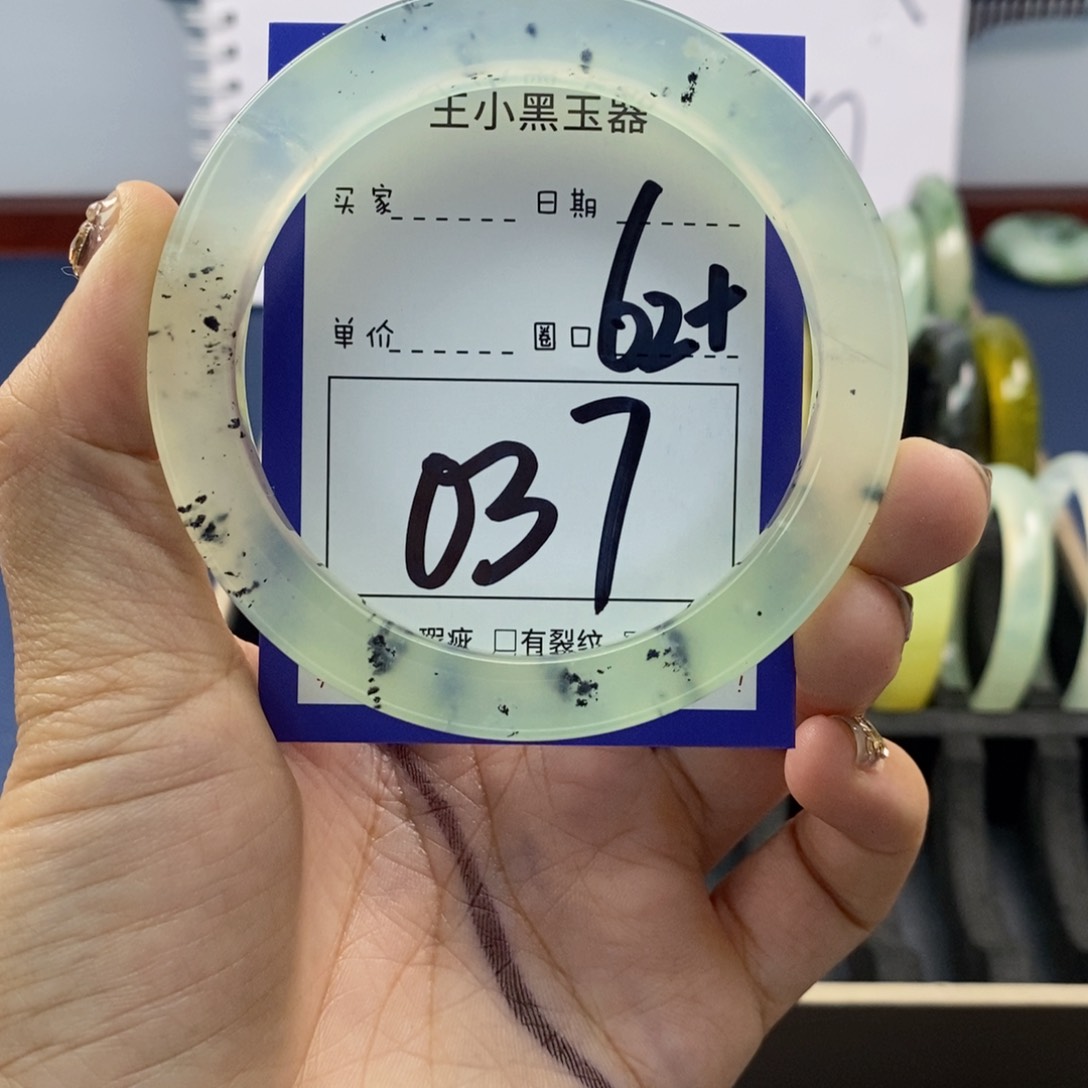 王小黑玉器
买家 日期
单价 圈口 62+
037
瑕疵 □有裂纹